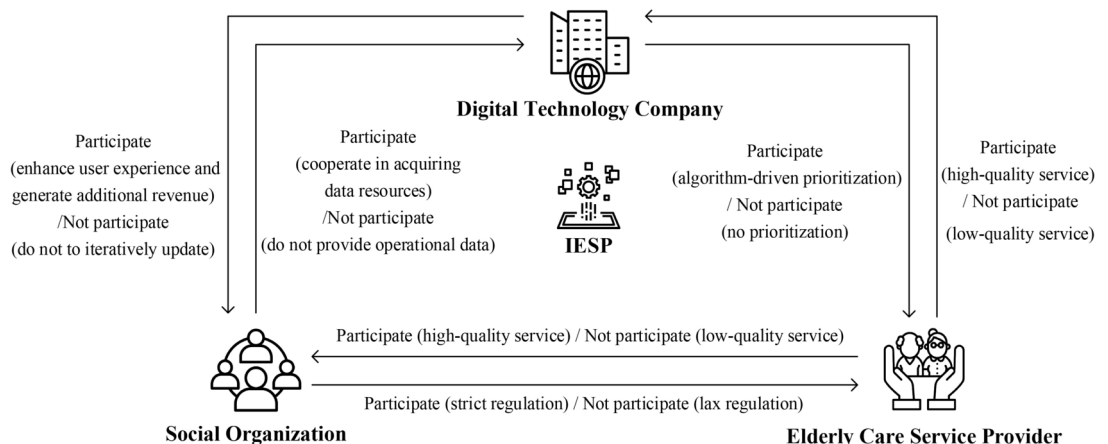 Digital Technology Company
Participate
(enhance user experience and
generate additional revenue)
/Not participate
(do not to iteratively update)
Participate
(cooperate in acquiring
data resources)
/Not participate
(do not provide operational data)
IESP
Participate
(algorithm-driven prioritization)
/ Not participate
(no prioritization)
Participate
(high-quality service)
/ Not participate
(low-quality service)
Participate (high-quality service) / Not participate (low-quality service)
Participate (strict regulation) / Not participate (lax regulation)
Social Organization
Elderly Care Service Provider